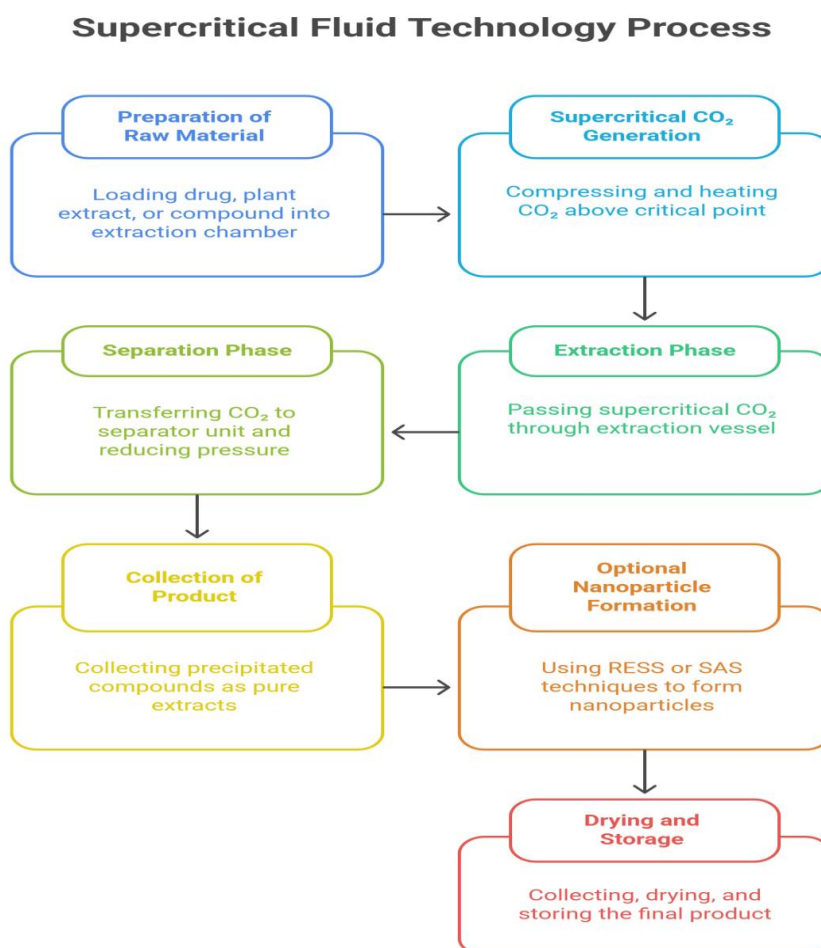 Supercritical Fluid Technology Process
Preparation of
Raw Material
Loading drug, plant
extract, or compound into
extraction chamber
Supercritical CO₂
Generation
Compressing and heating
CO₂ above critical point
Extraction Phase
Passing supercritical CO₂
through extraction vessel
Separation Phase
Transferring CO₂ to
separator unit and
reducing pressure
Collection of
Product
Collecting precipitated
compounds as pure
extracts
Optional
Nanoparticle
Formation
Using RESS or SAS
techniques to form
nanoparticles
Drying and
Storage
Collecting, drying, and
storing the final product